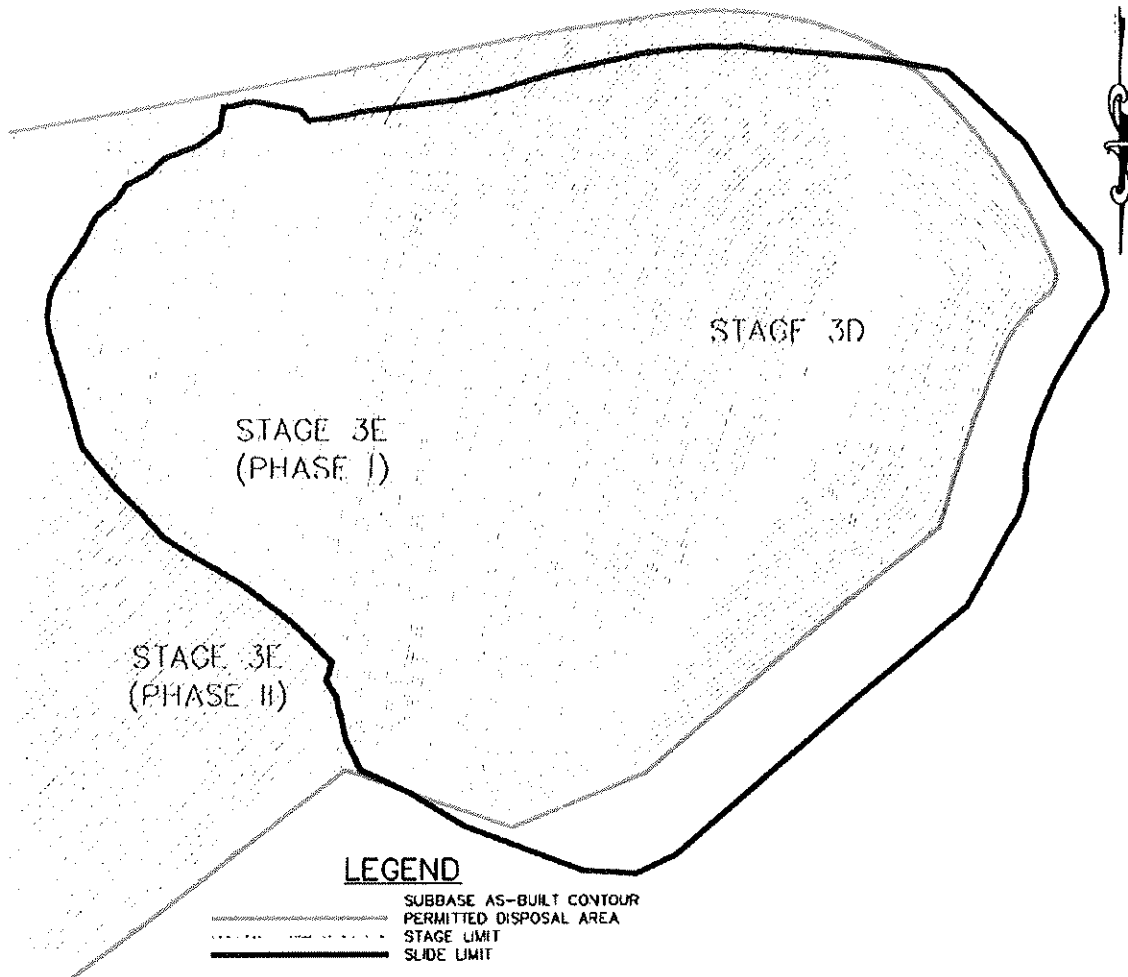 STAGE 3D
STAGE 3E
(PHASE I)
STAGE 3E
(PHASE II)
LEGEND
SUBBASE AS-BUILT CONTOUR
PERMITTED DISPOSAL AREA
STAGE LIMIT
SLIDE LIMIT